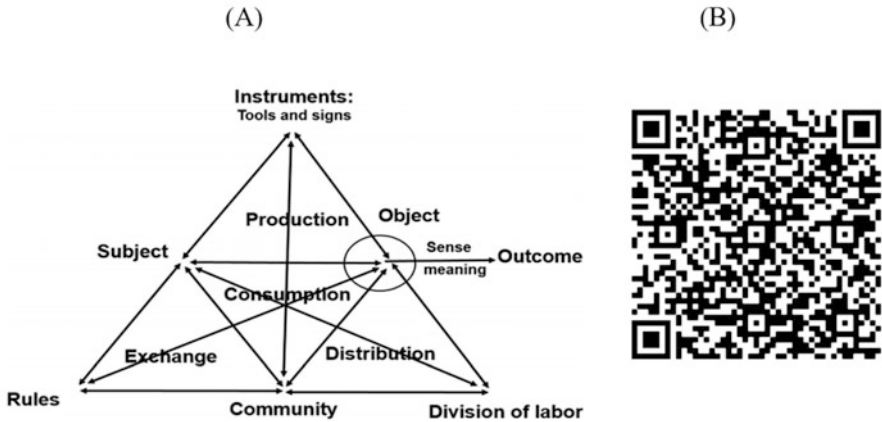 (A)
(B)
Instruments:
Tools and signs
Production
Object
Subject
Sense
meaning
Outcome
Consumption
Exchange
Distribution
Rules
Community
Division of labor